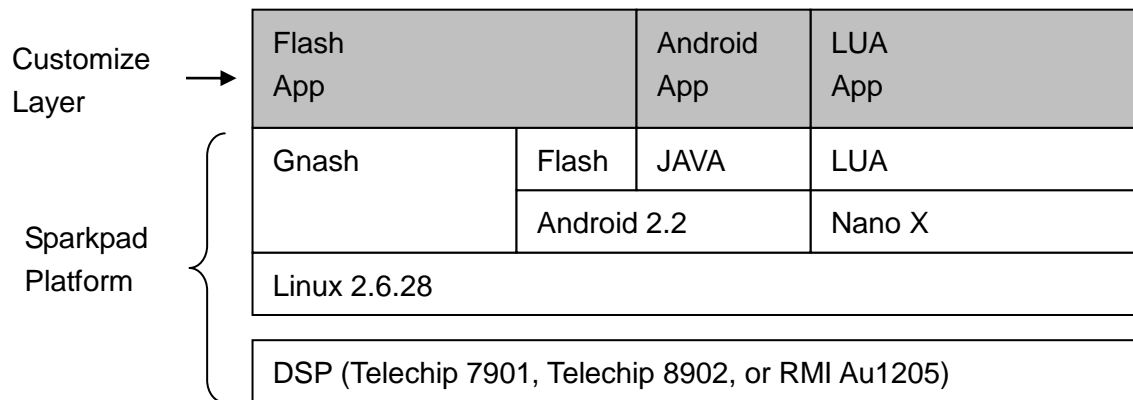 Customize
Layer
Flash
App
Android
App
LUA
App
Sparkpad
Platform
Gnash
Flash
JAVA
LUA
Android 2.2
Nano X
Linux 2.6.28
DSP (Telechip 7901, Telechip 8902, or RMI Au1205)